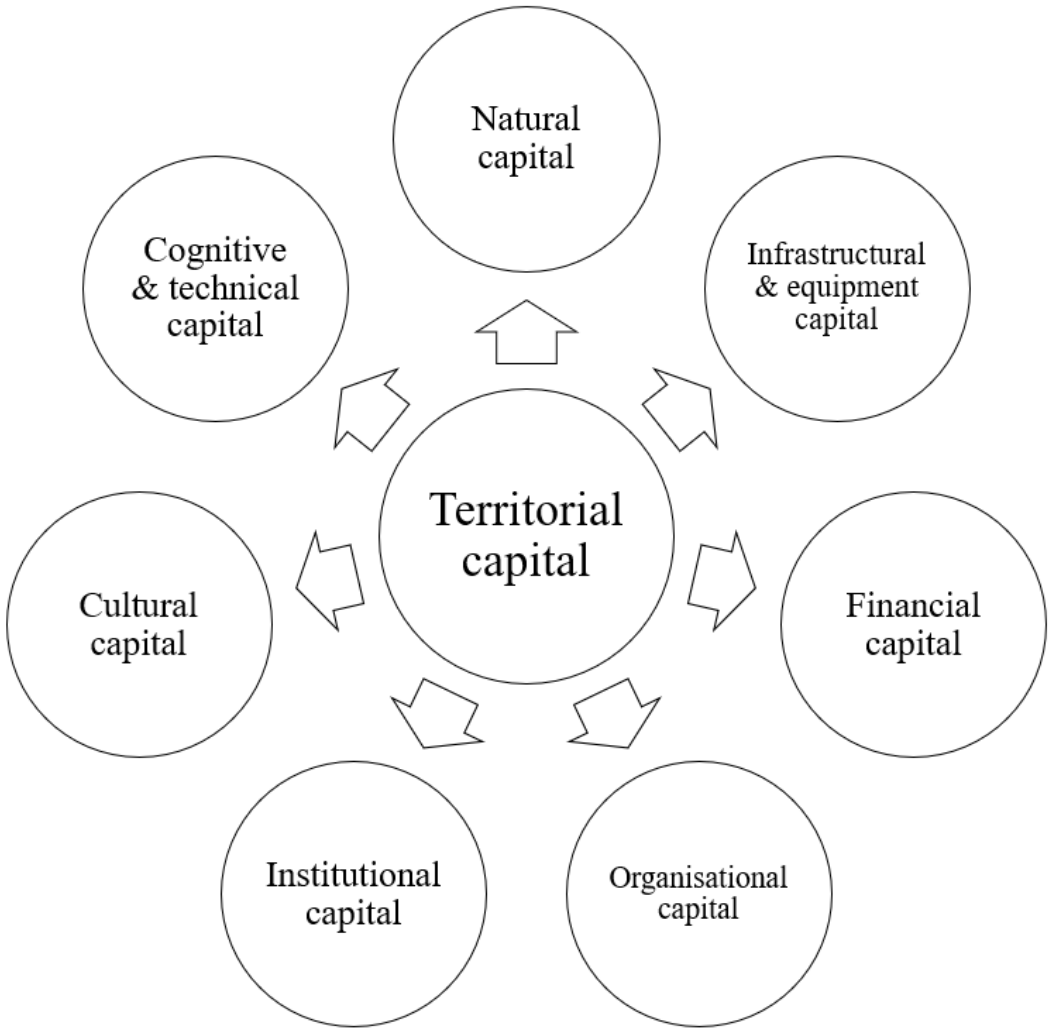 Natural
capital
Cognitive
& technical
capital
Infrastructural
& equipment
capital
Territorial
capital
Cultural
capital
Financial
capital
Institutional
capital
Organisational
capital